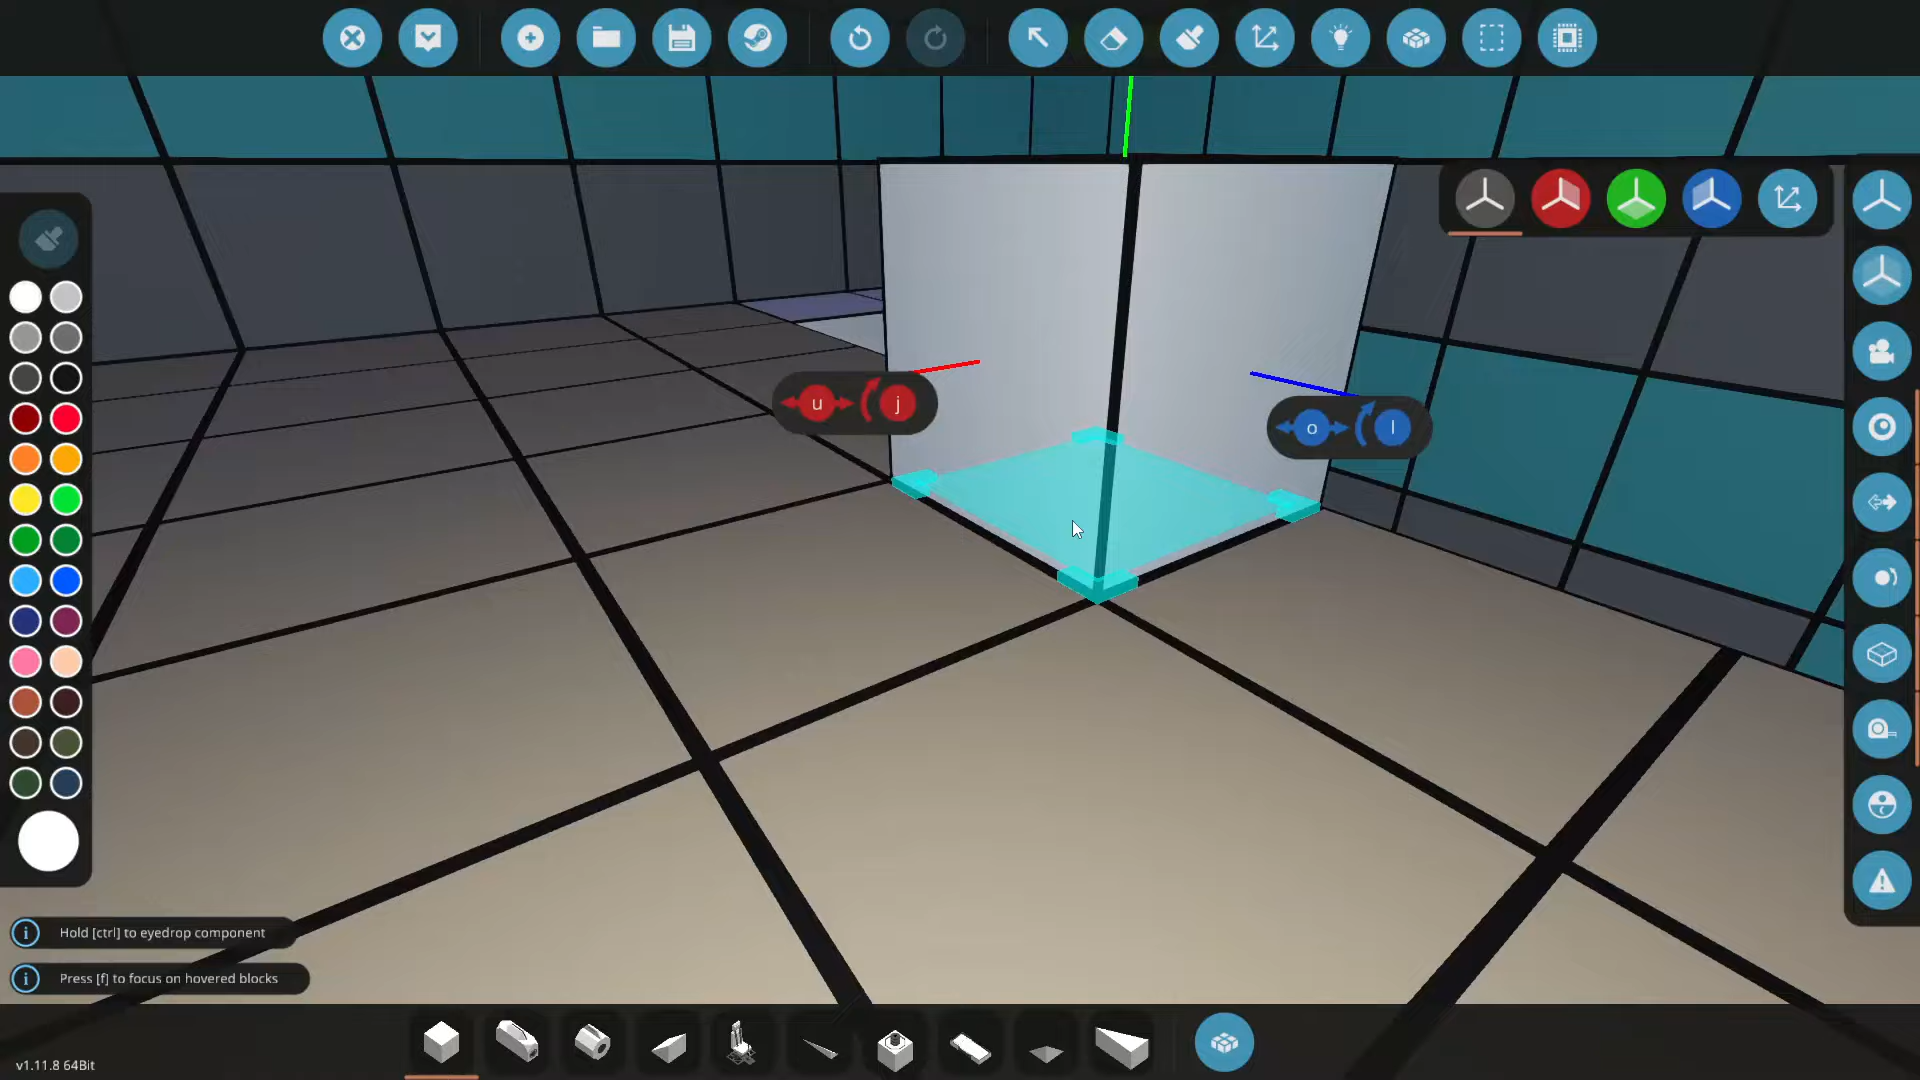 u
j
o
l
Hold [ctrl] to eyedrop component
Press [f] to focus on hovered blocks
v1.11.8 64Bit